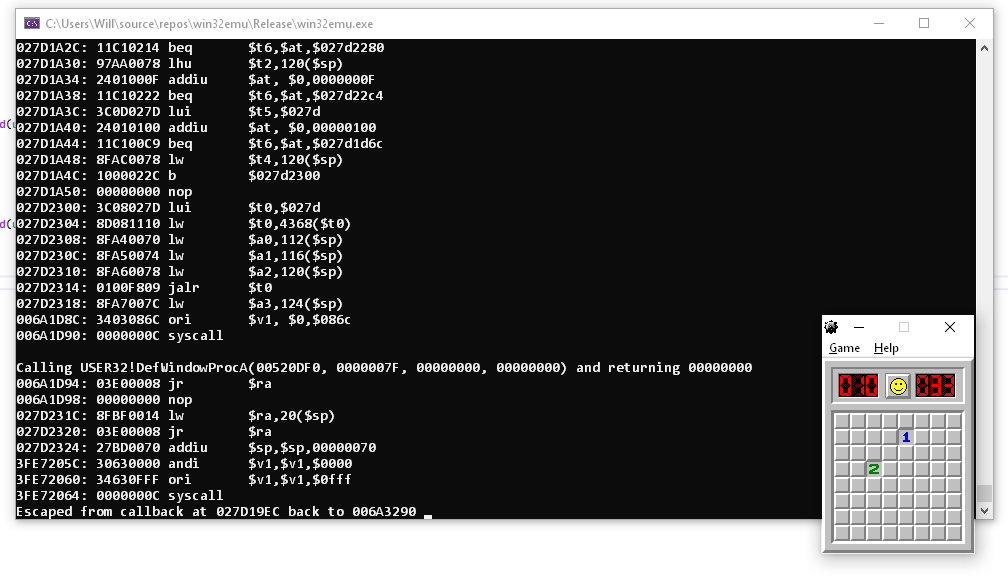 C:\Users\Will\source\repos\win32emu\Release\win32emu.exe
027D1A2C: 11C10214 beq $t6,$at,$027d2280
027D1A30: 97AA0078 lhu $t2,120($sp)
027D1A34: 2401000F addiu $at, $0,0000000F
027D1A38: 11C10222 beq $t6,$at,$027d22c4
027D1A3C: 3C0D027D lui $t5,$027d
027D1A40: 24010100 addiu $at, $0,00000100
027D1A44: 11C100C9 beq $t6,$at,$027d1d6c
027D1A48: 8FAC0078 lw $t4,120($sp)
027D1A4C: 1000022C b $027d2300
027D1A50: 00000000 nop
027D2300: 3C08027D lui $t0,$027d
027D2304: 8D081110 lw $t0,4368($t0)
027D2308: 8FA40070 lw $a0,112($sp)
027D230C: 8FA50074 lw $a1,116($sp)
027D2310: 8FA60078 lw $a2,120($sp)
027D2314: 0100F809 jalr $t0
027D2318: 8FA7007C lw $a3,124($sp)
006A1D8C: 3403086C ori $v1, $0,$086c
006A1D90: 0000000C syscall
Calling USER32!DefWindowProcA(00520DF0, 0000007F, 00000000, 00000000) and returning 00000000
006A1D94: 03E00008 jr $ra
006A1D98: 00000000 nop
027D231C: 8FBF0014 lw $ra,20($sp)
027D2320: 03E00008 jr $ra
027D2324: 27BD0070 addiu $sp,$sp,00000070
3FE7205C: 30630000 andi $v1,$v1,$0000
3FE72060: 34630FFF ori $v1,$v1,$0fff
3FE72064: 0000000C syscall
Escaped from callback at 027D19EC back to 006A3290
Game Help
010 093
1
2